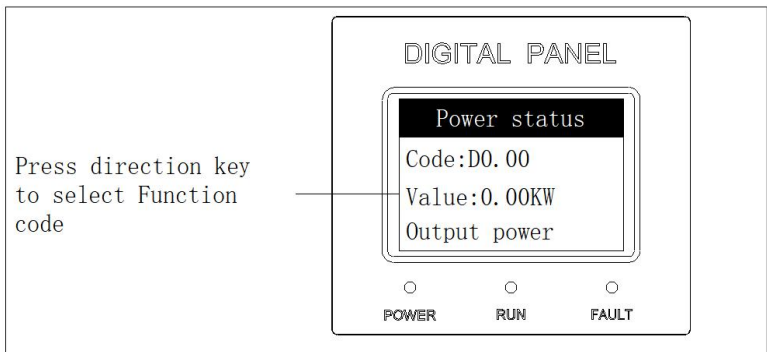 DIGITAL PANEL
Power status
Code:D0.00
Value:0.00KW
Output power
Press direction key
to select Function
code
POWER
RUN
FAULT